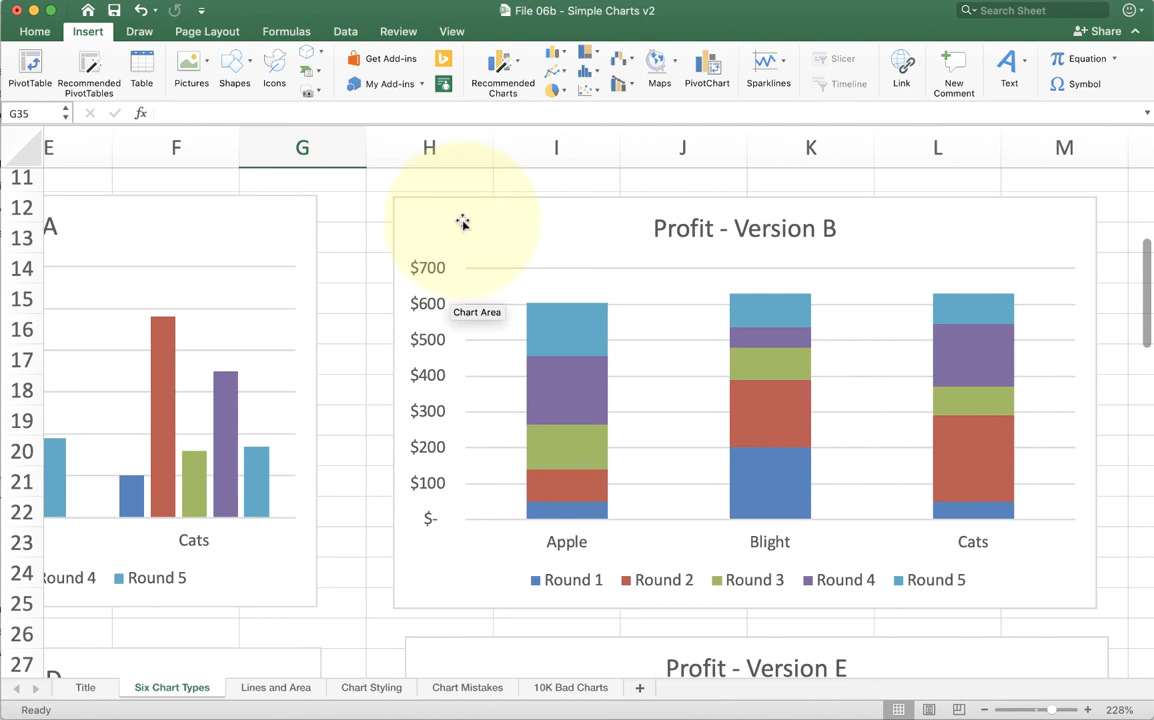 File 06b - Simple Charts v2
Search Sheet
Home Insert Draw Page Layout Formulas Data Review View Share
PivotTable Recommended PivotTables Table Pictures Shapes Icons Get Add-ins My Add-ins Recommended Charts Maps PivotChart Sparklines Slicer Timeline Link New Comment Text Equation Symbol
G35 fx
E F G H I J K L M
11
12
13
14
15
16
17
18
19
20
21
22
23
24
25
26
27
A
Cats
Round 4 Round 5
D
Profit - Version B
$700
$600
Chart Area
$500
$400
$300
$200
$100
$-
Apple Blight Cats
Round 1 Round 2 Round 3 Round 4 Round 5
Profit - Version E
Title Six Chart Types Lines and Area Chart Styling Chart Mistakes 10K Bad Charts +
Ready 228%